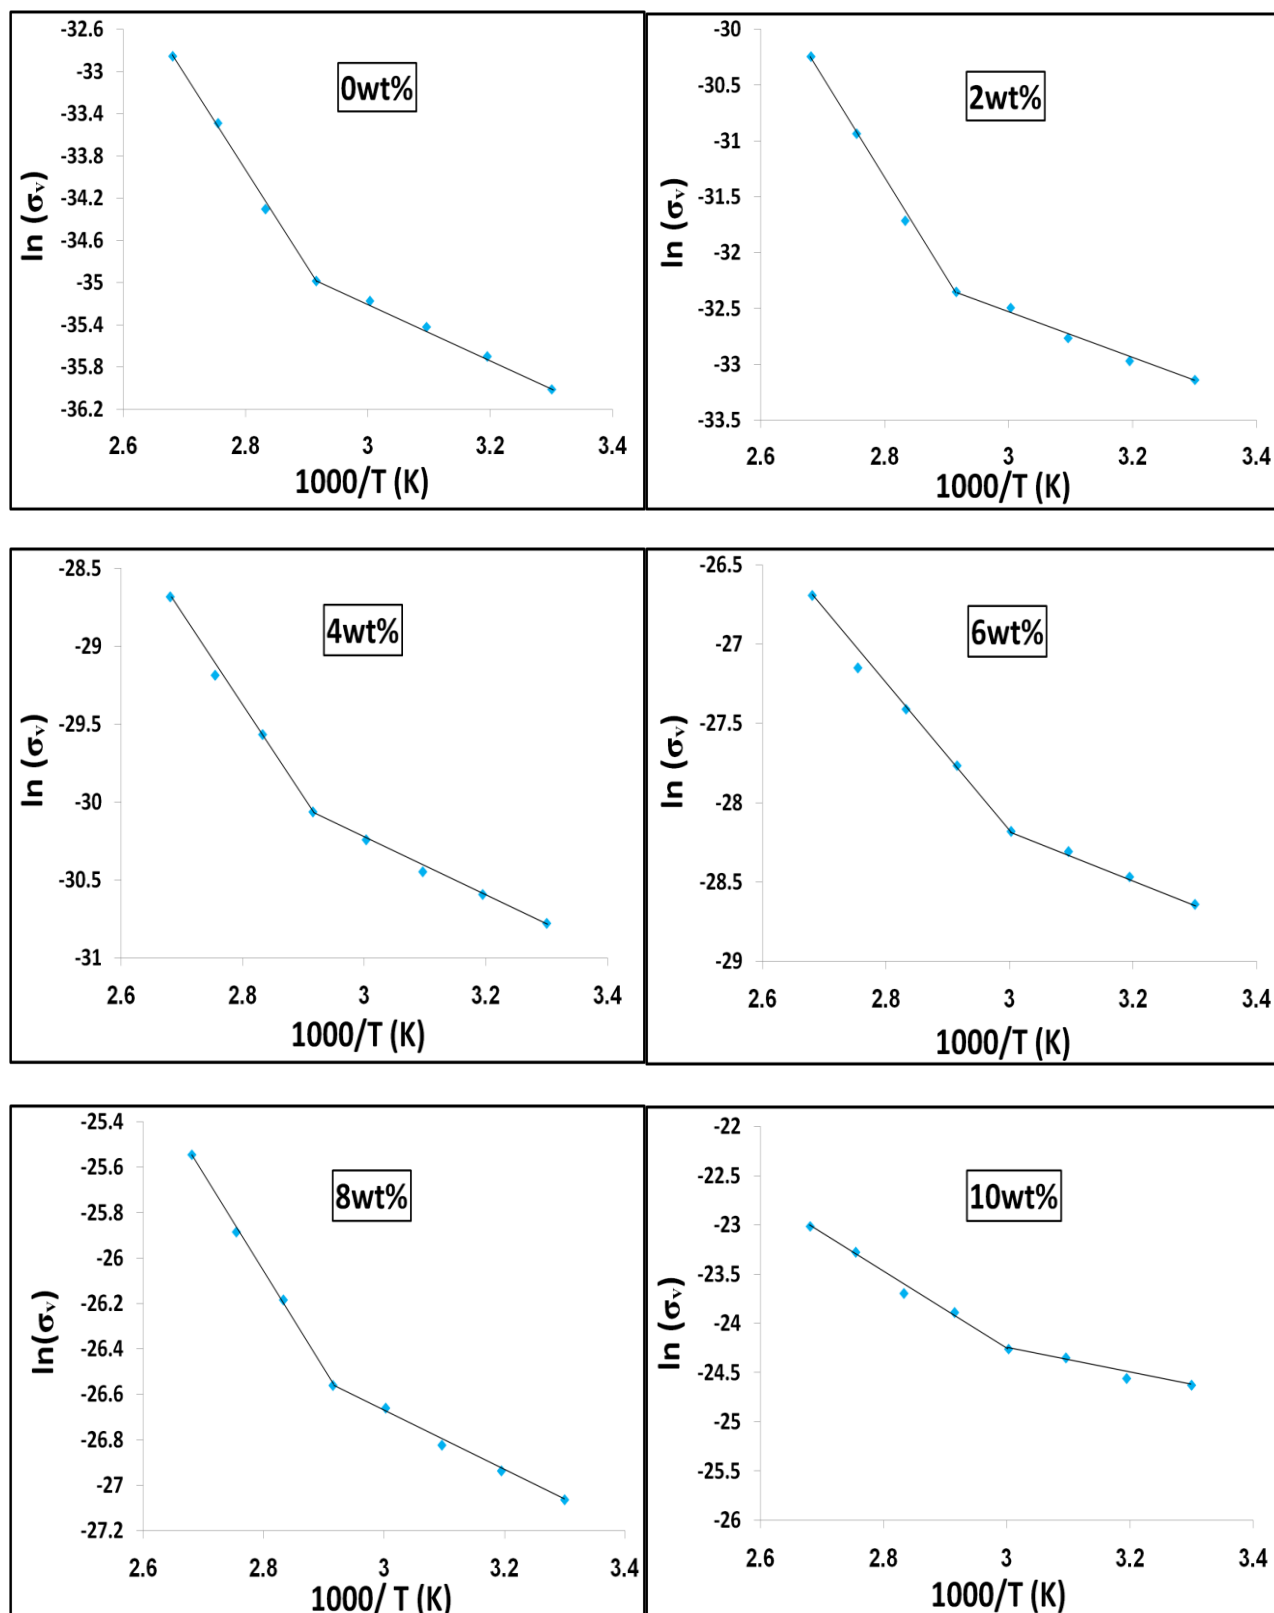 0wt%
ln (σᵥ)
-32.6
-33
-33.4
-33.8
-34.2
-34.6
-35
-35.4
-35.8
-36.2
2.6 2.8 3 3.2 3.4
1000/T (K)
2wt%
ln (σᵥ)
-30
-30.5
-31
-31.5
-32
-32.5
-33
-33.5
2.6 2.8 3 3.2 3.4
1000/T (K)
4wt%
ln (σᵥ)
-28.5
-29
-29.5
-30
-30.5
-31
2.6 2.8 3 3.2 3.4
1000/T (K)
6wt%
ln (σᵥ)
-26.5
-27
-27.5
-28
-28.5
-29
2.6 2.8 3 3.2 3.4
1000/T (K)
8wt%
ln(σᵥ)
-25.4
-25.6
-25.8
-26
-26.2
-26.4
-26.6
-26.8
-27
-27.2
2.6 2.8 3 3.2 3.4
1000/ T (K)
10wt%
ln (σᵥ)
-22
-22.5
-23
-23.5
-24
-24.5
-25
-25.5
-26
2.6 2.8 3 3.2 3.4
1000/T (K)